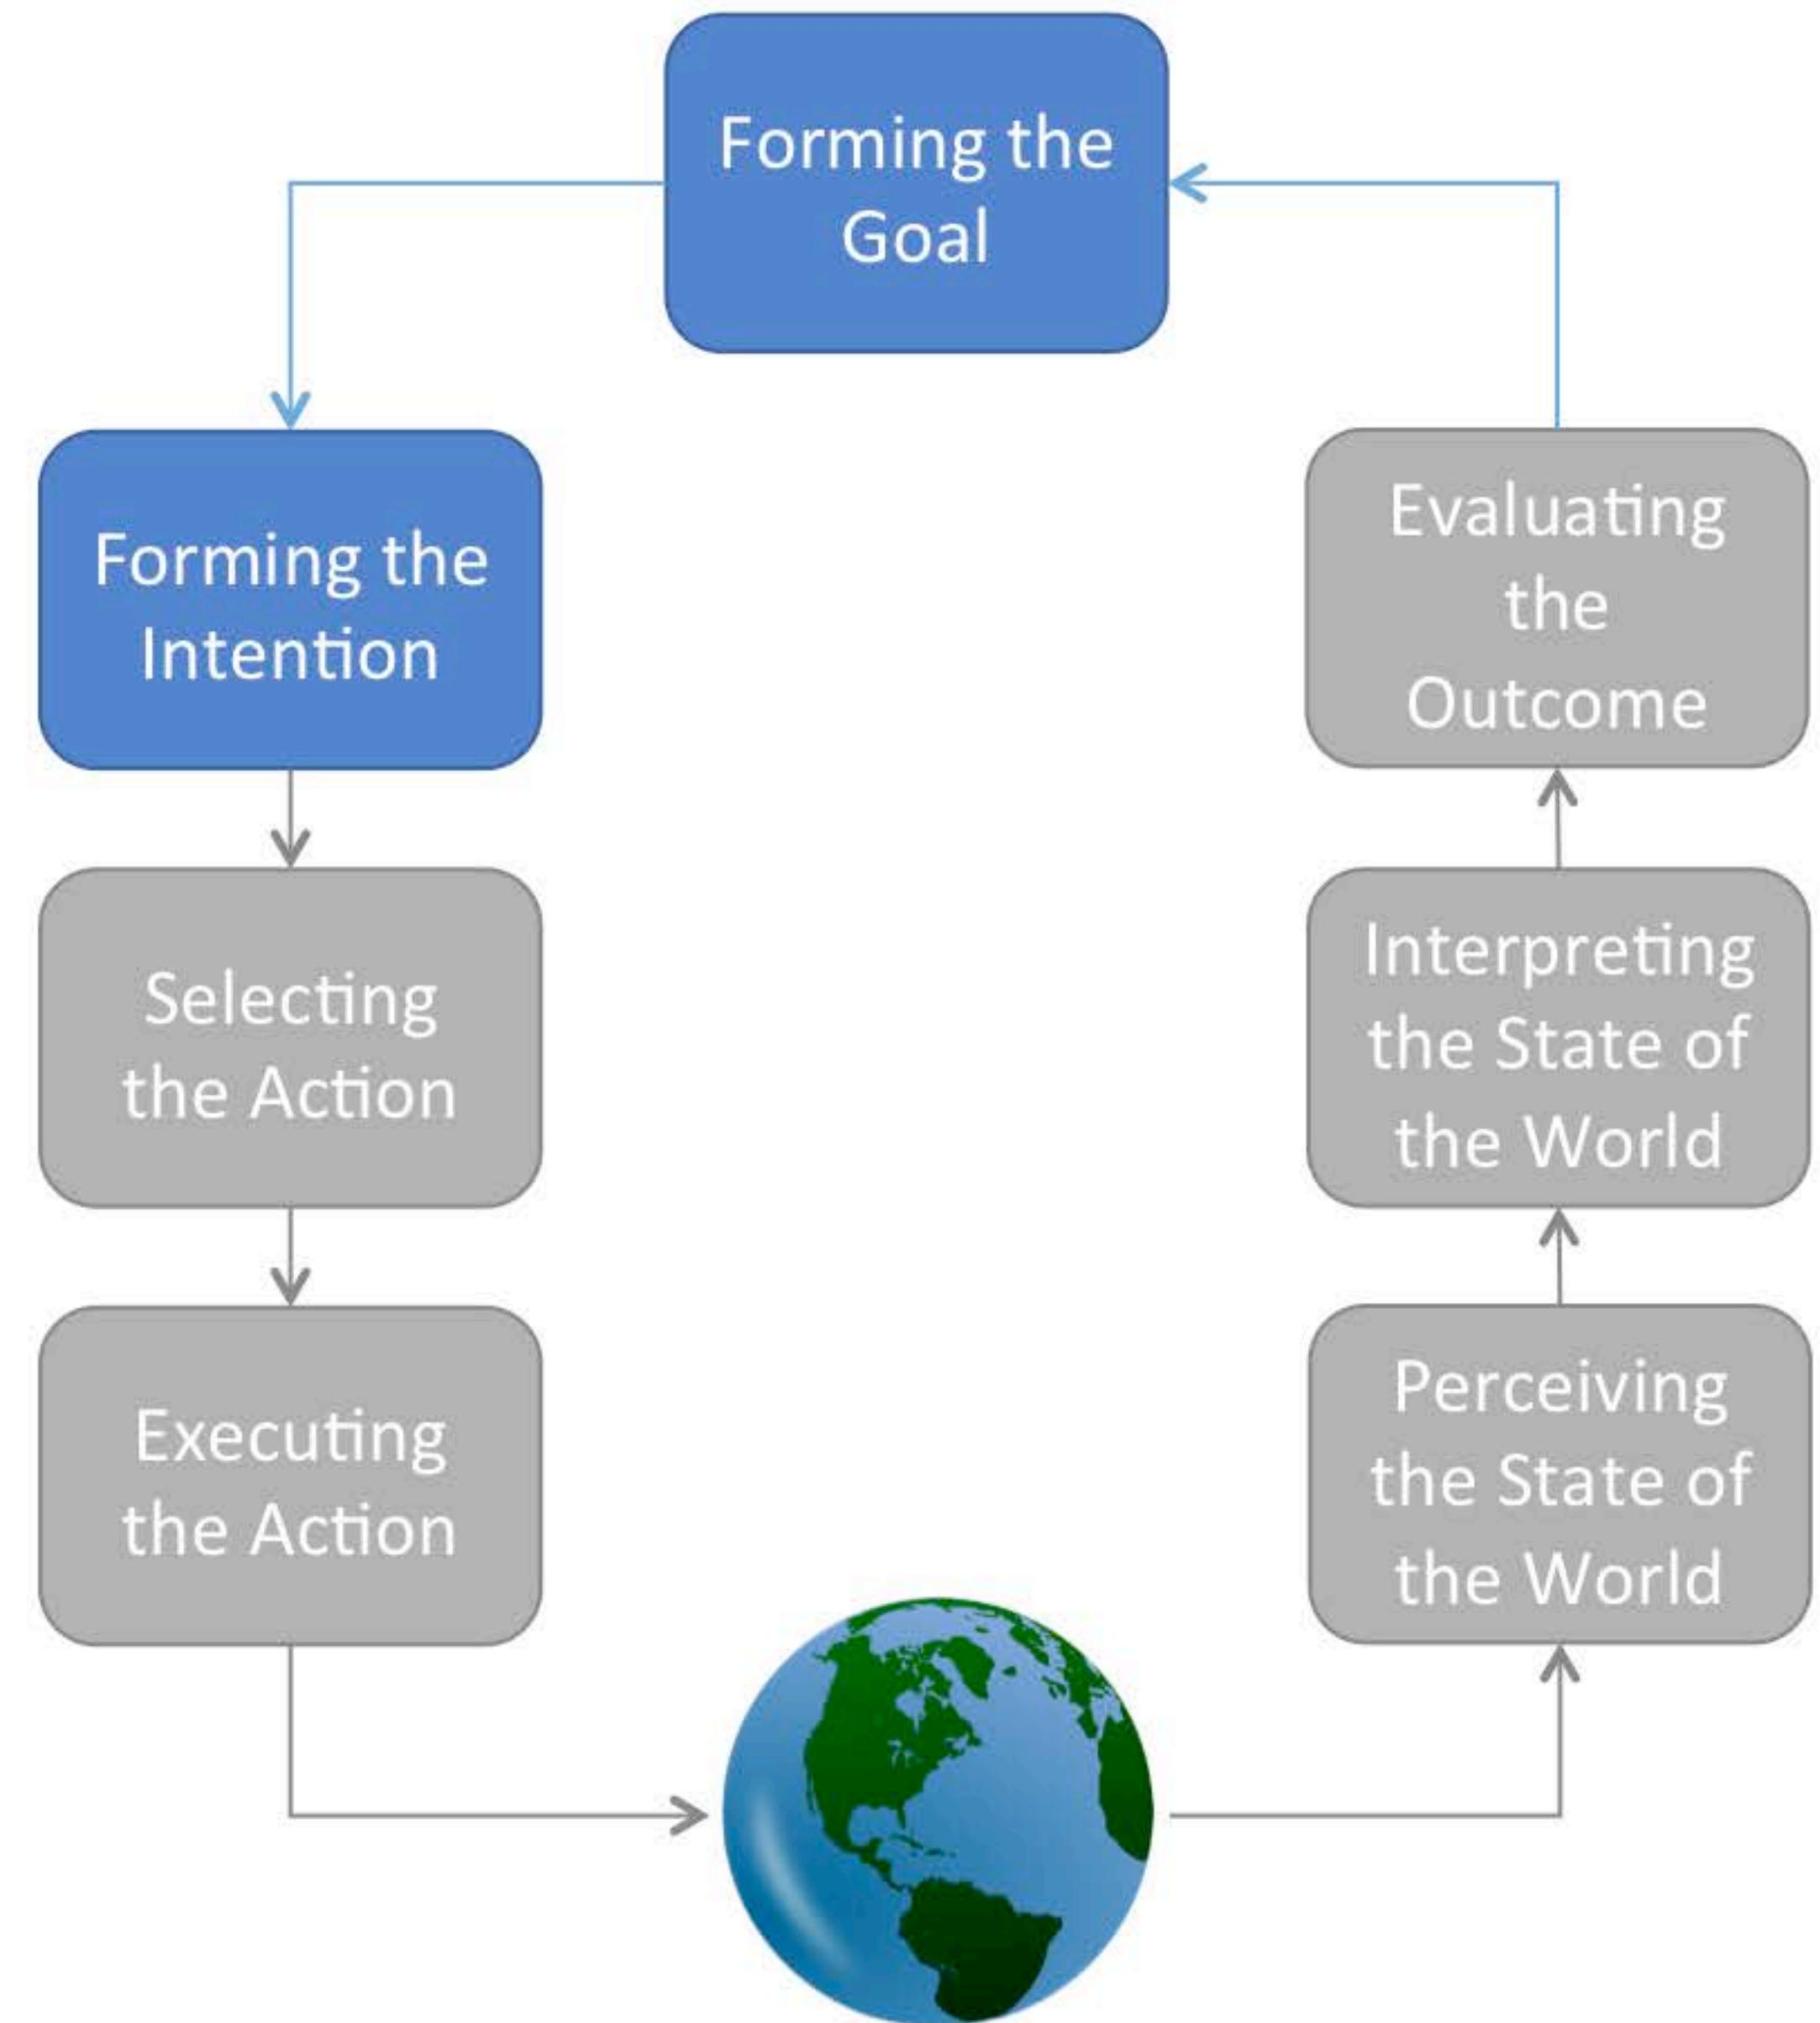 Forming the
Goal
Forming the
Intention
Selecting
the Action
Executing
the Action
Evaluating
the
Outcome
Interpreting
the State of
the World
Perceiving
the State of
the World